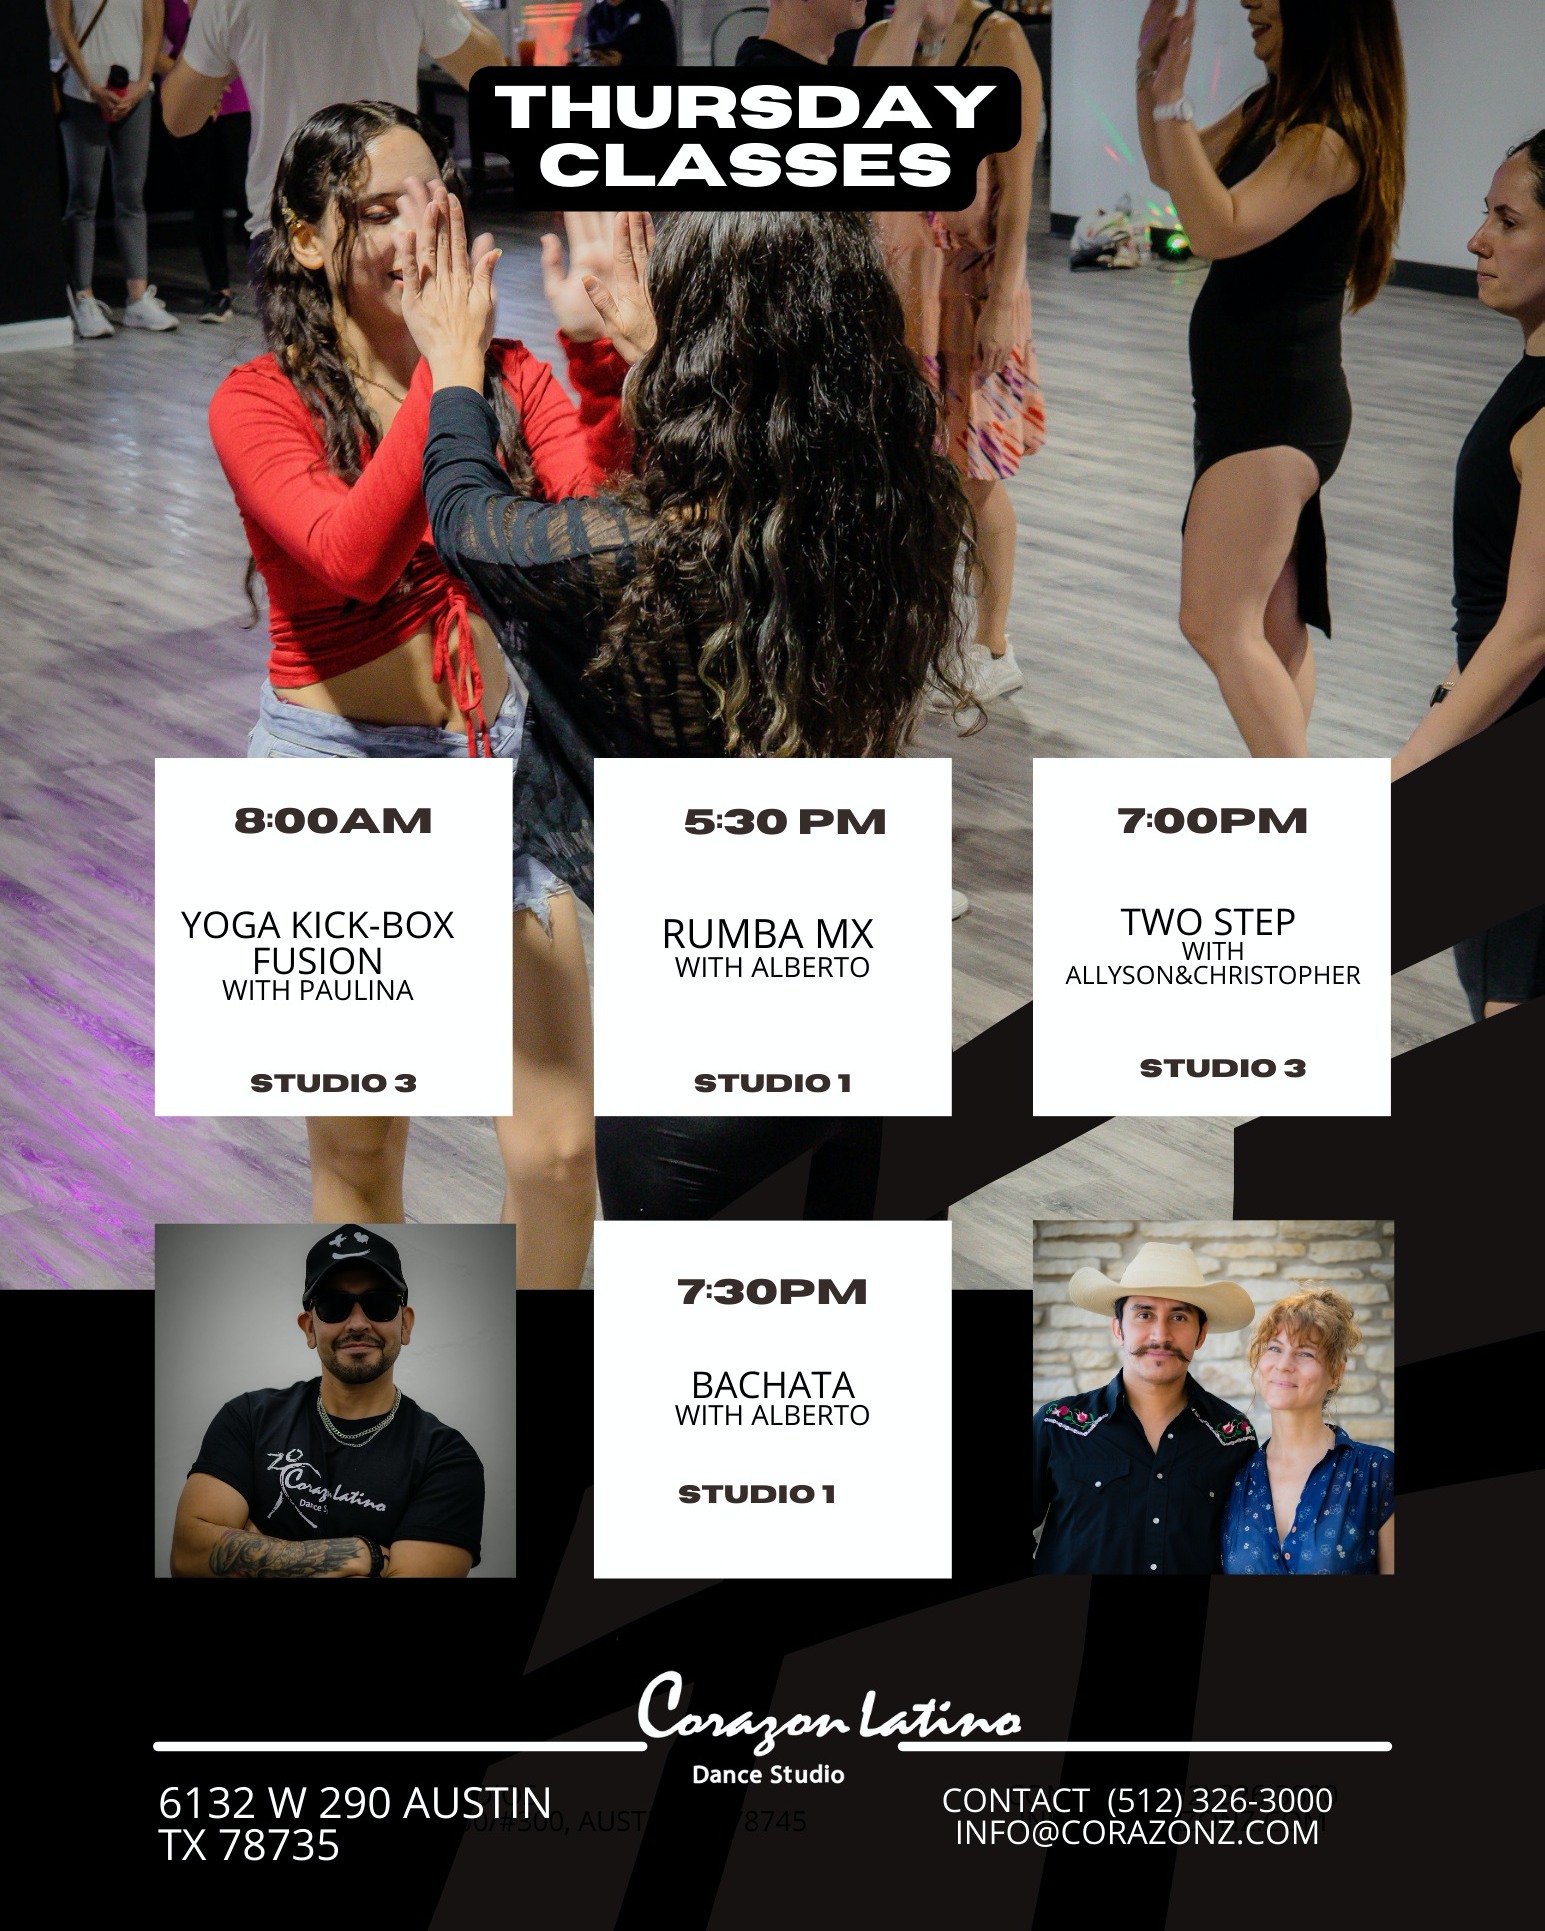 THURSDAY
CLASSES
8:00AM
YOGA KICK-BOX
FUSION
WITH PAULINA
STUDIO 3
5:30 PM
RUMBA MX
WITH ALBERTO
STUDIO 1
7:00PM
TWO STEP
WITH
ALLYSON&CHRISTOPHER
STUDIO 3
Corazon Latino
7:30PM
BACHATA
WITH ALBERTO
STUDIO 1
Corazon Latino
Dance Studio
6132 W 290 AUSTIN
TX 78735
CONTACT (512) 326-3000
INFO@CORAZONZ.COM